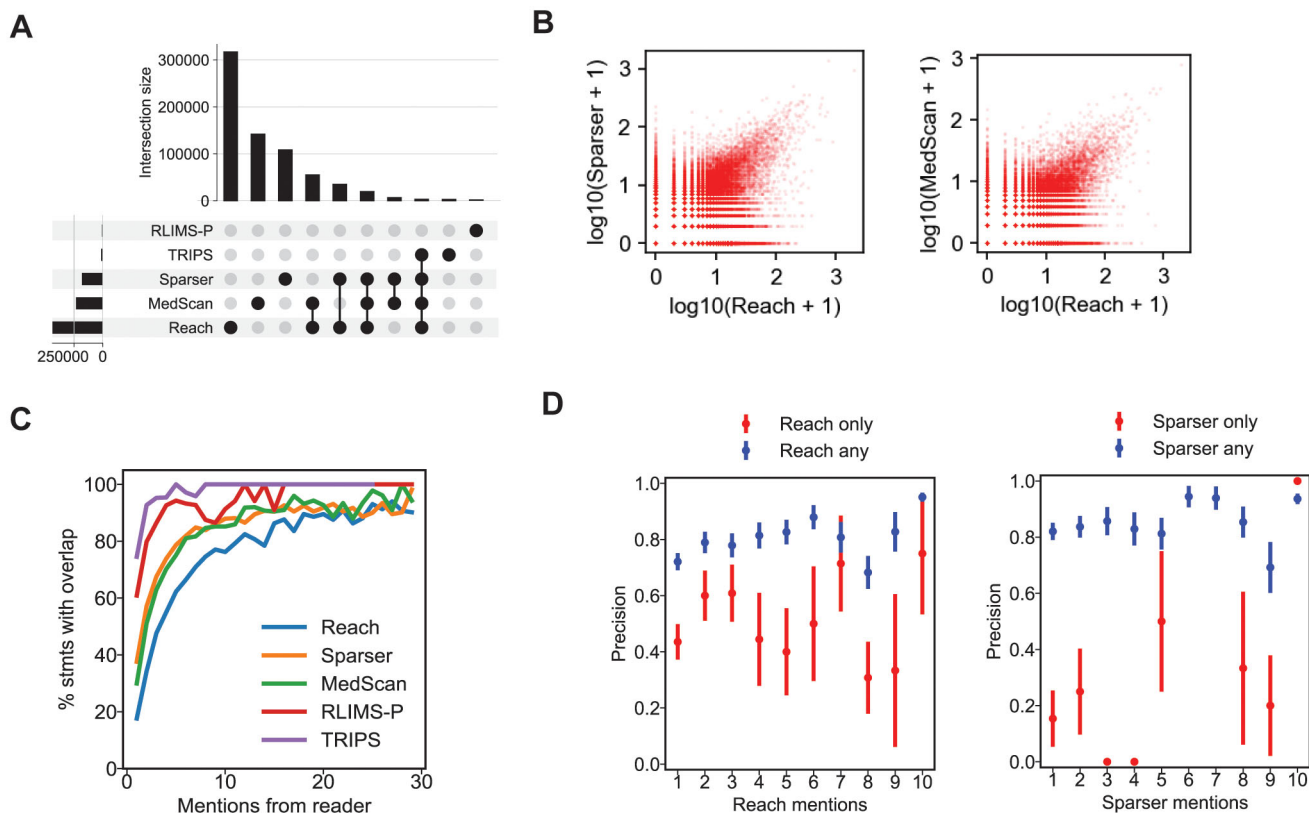 A
Intersection size
300000
200000
100000
0
RLIMS-P
TRIPS
Sparser
MedScan
Reach
250000 0
B
log10(Sparser + 1)
3
2
1
0
0 1 2 3
log10(Reach + 1)
log10(MedScan + 1)
3
2
1
0
0 1 2 3
log10(Reach + 1)
C
% stmts with overlap
100
80
60
40
20
0
Reach
Sparser
MedScan
RLIMS-P
TRIPS
0 10 20 30
Mentions from reader
D
Reach only
Reach any
Precision
1.0
0.8
0.6
0.4
0.2
0.0
1 2 3 4 5 6 7 8 9 10
Reach mentions
Sparser only
Sparser any
Precision
1.0
0.8
0.6
0.4
0.2
0.0
1 2 3 4 5 6 7 8 9 10
Sparser mentions